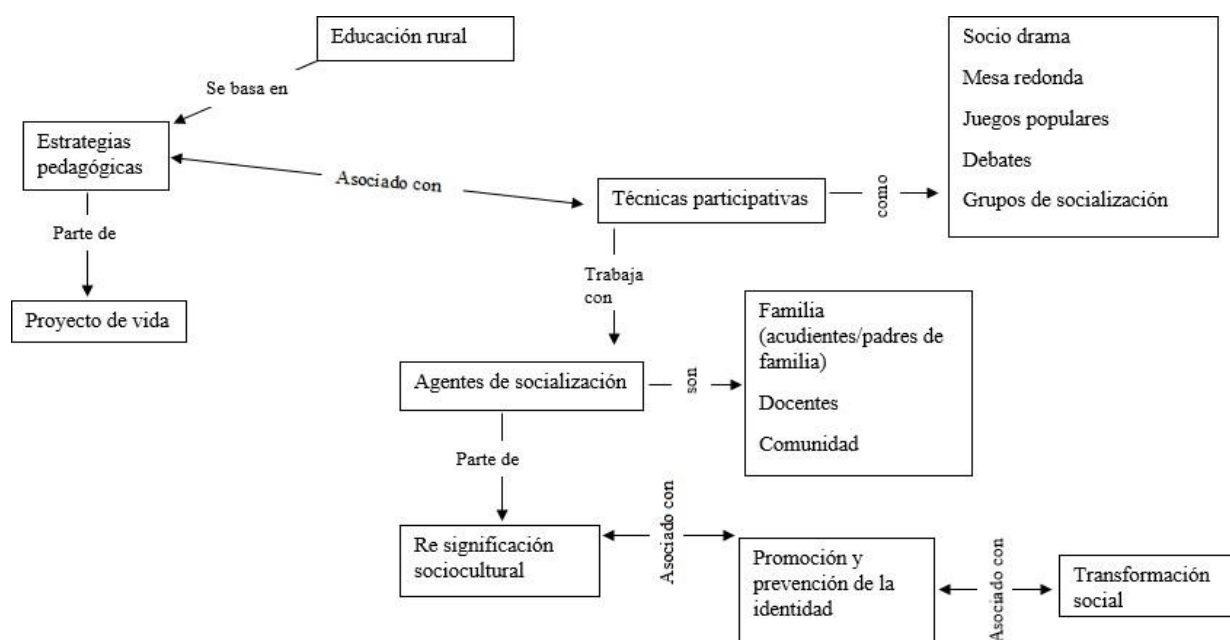 Educación rural
Socio drama
Mesa redonda
Juegos populares
Debates
Grupos de socialización
Se basa en
Estrategias
pedagógicas
Asociado con
Técnicas participativas
como
Parte de
Trabaja
con
Proyecto de vida
Familia
(acudientes/padres de
familia)
Docentes
Comunidad
Agentes de socialización
son
Parte de
Re significación
sociocultural
Asociado con
Promoción y
prevención de la
identidad
Asociado con
Transformación
social